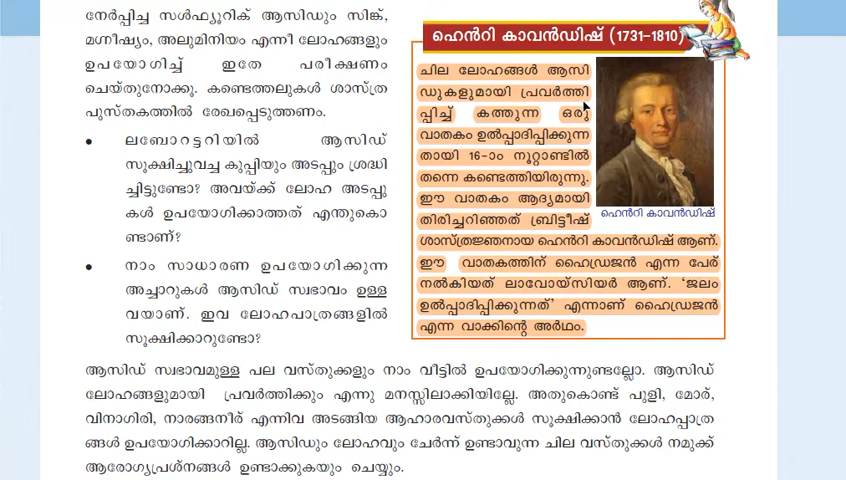 നേർപ്പിച്ച സൾഫ്യൂറിക് ആസിഡും സിങ്ക്,
മഗ്നീഷ്യം, അലുമിനിയം എന്നീ ലോഹങ്ങളും
ഉപയോഗിച്ച് ഇതേ പരീക്ഷണം
ചെയ്തുനോക്കൂ. കണ്ടെത്തലുകൾ ശാസ്ത്ര
പുസ്തകത്തിൽ രേഖപ്പെടുത്തണം.
• ലബോറട്ടറിയിൽ ആസിഡ്
സൂക്ഷിച്ചുവച്ച കുപ്പിയും അടപ്പും ശ്രദ്ധി
ച്ചിട്ടുണ്ടോ? അവയ്ക്ക് ലോഹ അടപ്പു
കൾ ഉപയോഗിക്കാത്തത് എന്തുകൊ
ണ്ടാണ്?
• നാം സാധാരണ ഉപയോഗിക്കുന്ന
അച്ചാറുകൾ ആസിഡ് സ്വഭാവം ഉള്ള
വയാണ്. ഇവ ലോഹപാത്രങ്ങളിൽ
സൂക്ഷിക്കാറുണ്ടോ?
ഹെൻറി കാവൻഡിഷ് (1731-1810)
ചില ലോഹങ്ങൾ ആസി
ഡുകളുമായി പ്രവർത്തി
പ്പിച്ച് കത്തുന്ന ഒരു
വാതകം ഉൽപ്പാദിപ്പിക്കുന്ന
തായി 16-ാം നൂറ്റാണ്ടിൽ
തന്നെ കണ്ടെത്തിയിരുന്നു.
ഈ വാതകം ആദ്യമായി
തിരിച്ചറിഞ്ഞത് ബ്രിട്ടീഷ്
ശാസ്ത്രജ്ഞനായ ഹെൻറി കാവൻഡിഷ് ആണ്.
ഈ വാതകത്തിന് ഹൈഡ്രജൻ എന്ന പേര്
നൽകിയത് ലാവോയ്സിയർ ആണ്. 'ജലം
ഉൽപ്പാദിപ്പിക്കുന്നത്' എന്നാണ് ഹൈഡ്രജൻ
എന്ന വാക്കിന്റെ അർഥം.
ഹെൻറി കാവൻഡിഷ്
ആസിഡ് സ്വഭാവമുള്ള പല വസ്തുക്കളും നാം വീട്ടിൽ ഉപയോഗിക്കുന്നുണ്ടല്ലോ. ആസിഡ്
ലോഹങ്ങളുമായി പ്രവർത്തിക്കും എന്നു മനസ്സിലാക്കിയില്ലേ. അതുകൊണ്ട് പുളി, മോര്,
വിനാഗിരി, നാരങ്ങനീര് എന്നിവ അടങ്ങിയ ആഹാരവസ്തുക്കൾ സൂക്ഷിക്കാൻ ലോഹപ്പാത്ര
ങ്ങൾ ഉപയോഗിക്കാറില്ല. ആസിഡും ലോഹവും ചേർന്ന് ഉണ്ടാവുന്ന ചില വസ്തുക്കൾ നമുക്ക്
ആരോഗ്യപ്രശ്നങ്ങൾ ഉണ്ടാക്കുകയും ചെയ്യും.